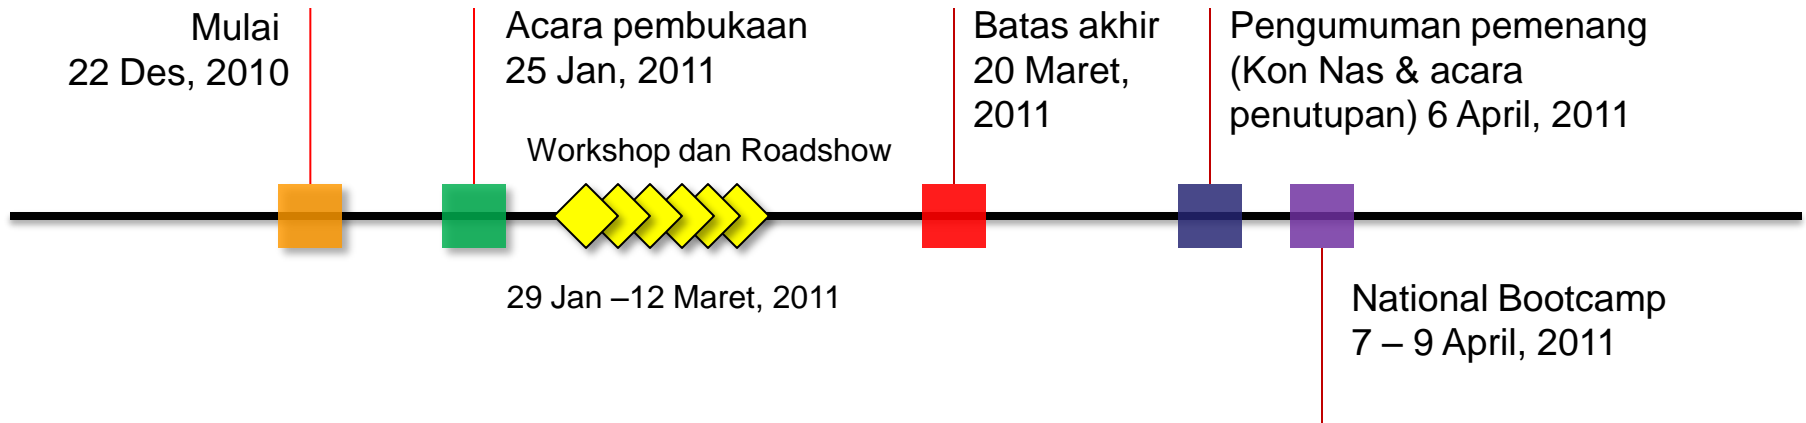 Mulai
22 Des, 2010
Acara pembukaan
25 Jan, 2011
Workshop dan Roadshow
29 Jan –12 Maret, 2011
Batas akhir
20 Maret,
2011
Pengumuman pemenang
(Kon Nas & acara
penutupan) 6 April, 2011
National Bootcamp
7 – 9 April, 2011